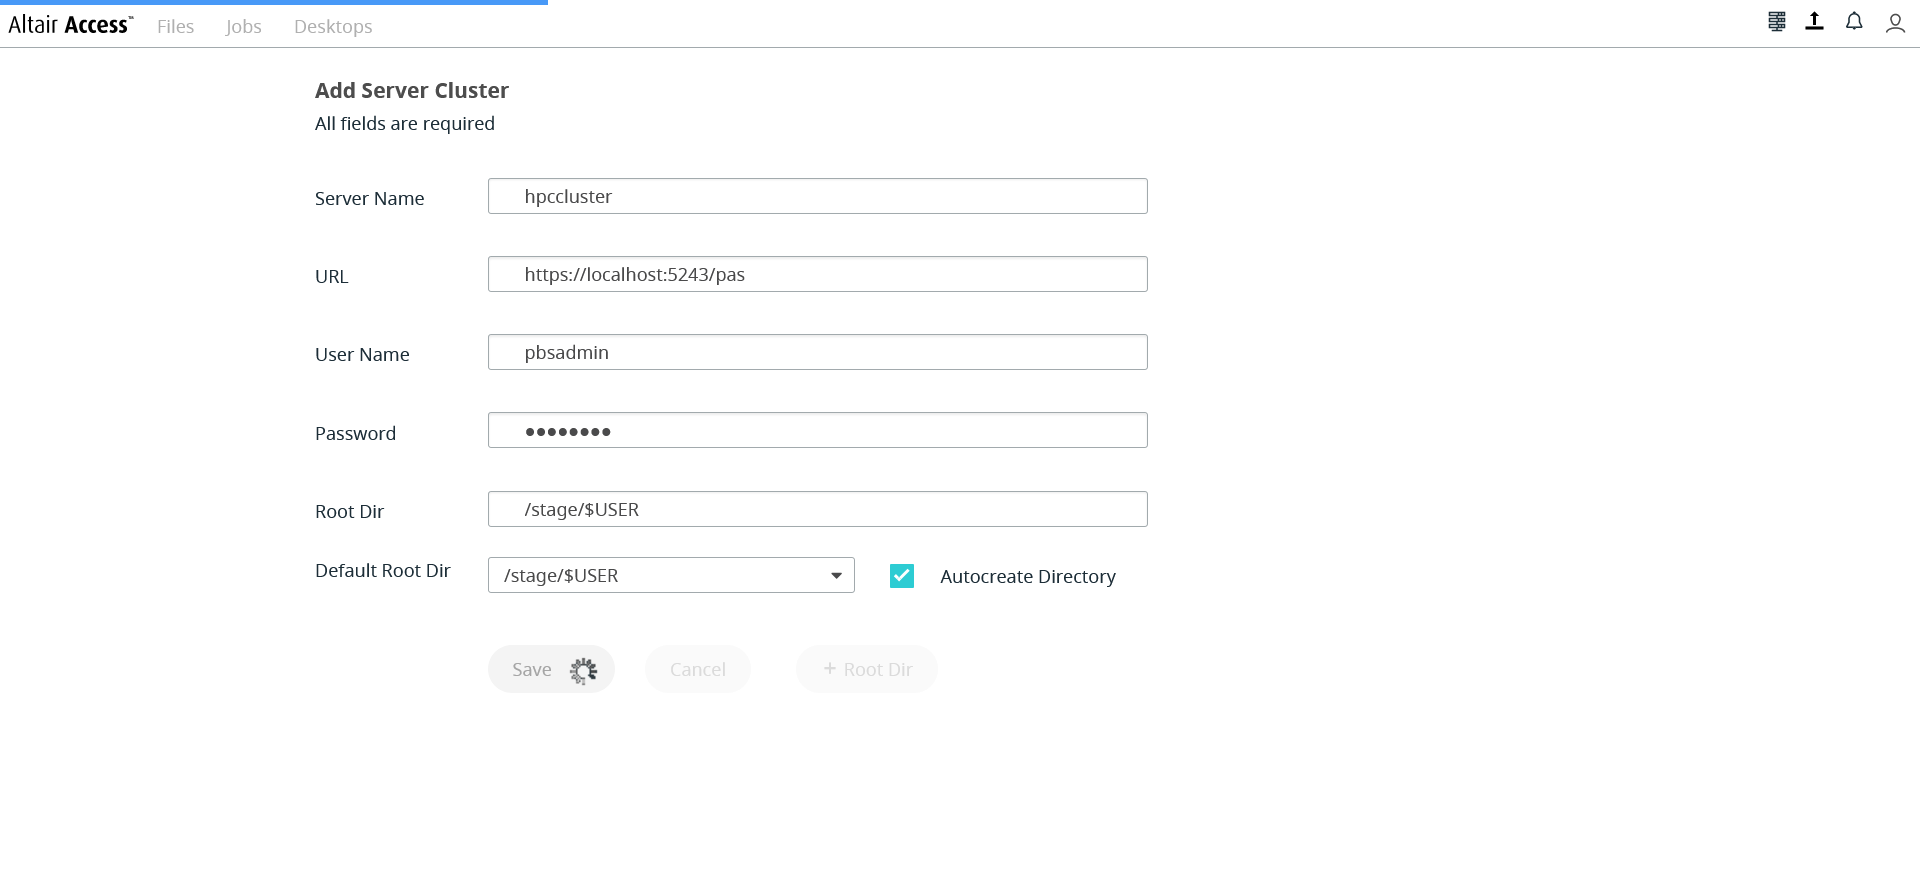 Altair Access™ Files Jobs Desktops
Add Server Cluster
All fields are required
Server Name hpccluster
URL https://localhost:5243/pas
User Name pbsadmin
Password ●●●●●●●●
Root Dir /stage/$USER
Default Root Dir /stage/$USER Autocreate Directory
Save Cancel + Root Dir